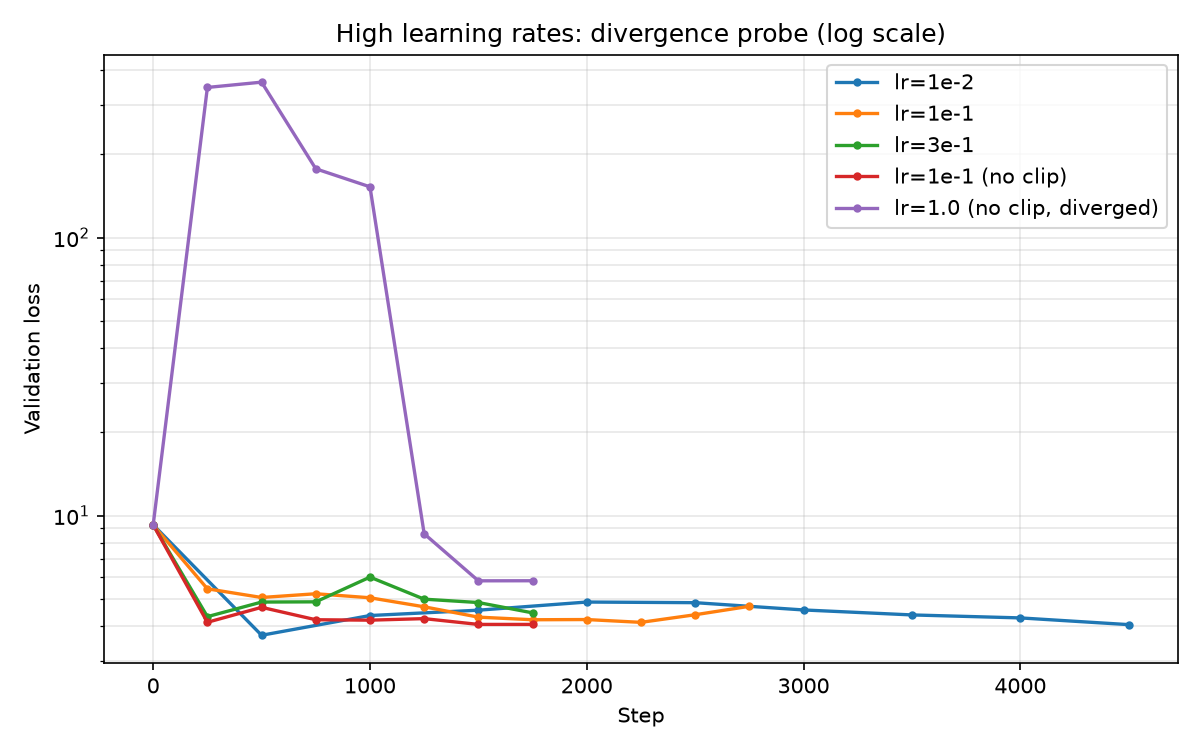 High learning rates: divergence probe (log scale)
lr=1e-2
lr=1e-1
lr=3e-1
lr=1e-1 (no clip)
lr=1.0 (no clip, diverged)
Validation loss
10²
10¹
0 1000 2000 3000 4000
Step